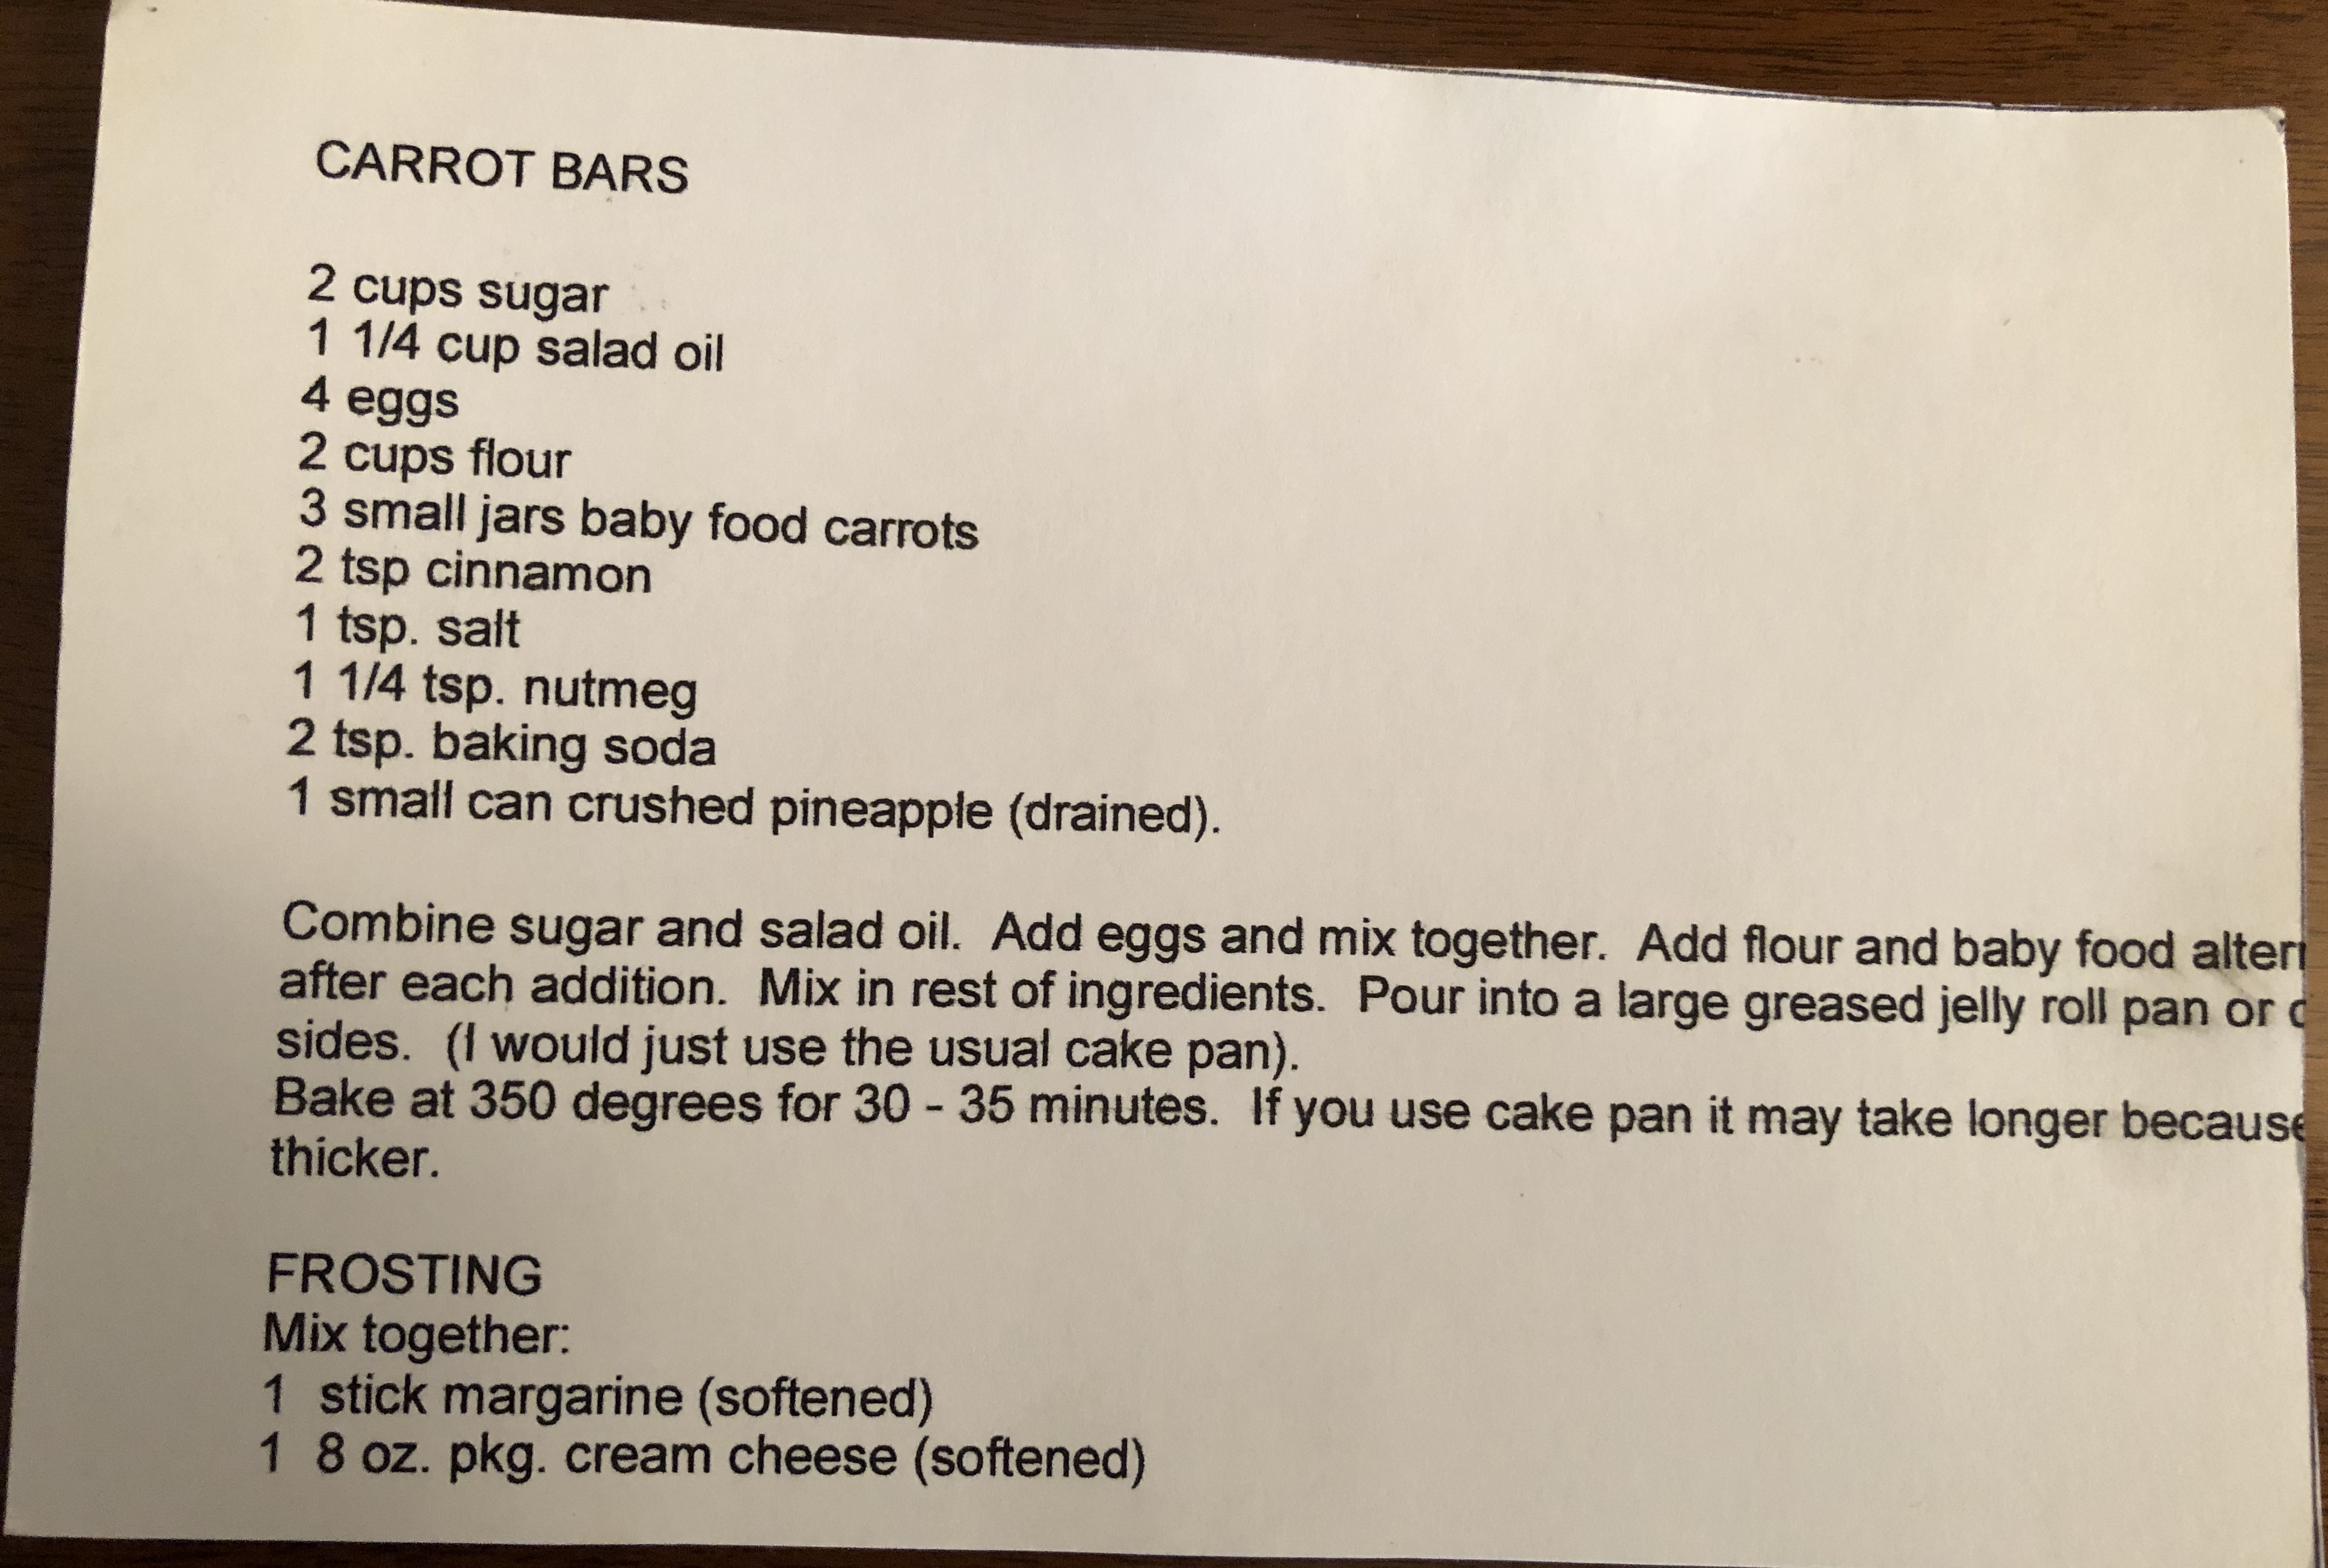 CARROT BARS
2 cups sugar
1 1/4 cup salad oil
4 eggs
2 cups flour
3 small jars baby food carrots
2 tsp cinnamon
1 tsp. salt
1 1/4 tsp. nutmeg
2 tsp. baking soda
1 small can crushed pineapple (drained).
Combine sugar and salad oil. Add eggs and mix together. Add flour and baby food
after each addition. Mix in rest of ingredients. Pour into a large greased jelly roll pan or
sides. (I would just use the usual cake pan).
Bake at 350 degrees for 30 - 35 minutes. If you use cake pan it may take longer because
thicker.
FROSTING
Mix together:
1 stick margarine (softened)
1 8 oz. pkg. cream cheese (softened)